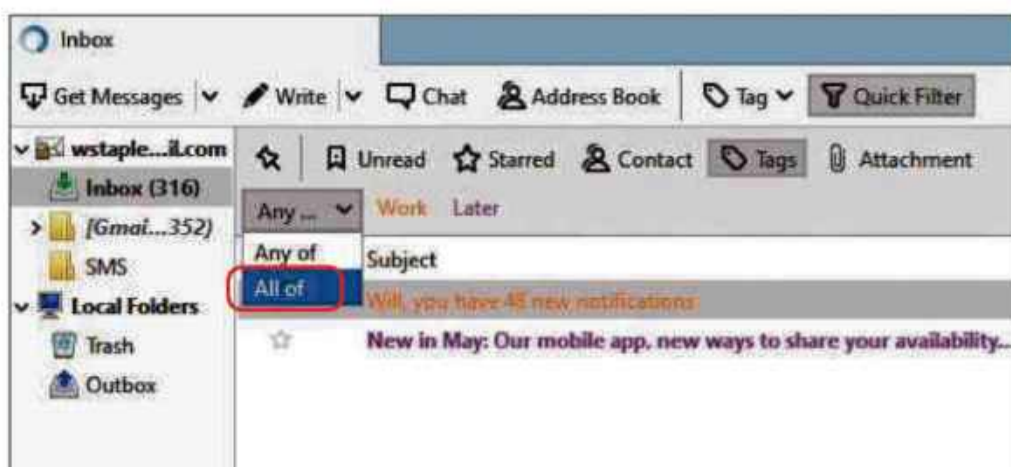 Inbox
Get Messages Write Chat Address Book Tag Quick Filter
wstaple...il.com
Unread Starred Contact Tags Attachment
Inbox (316)
Any ... Work Later
[Gmai...352)
Any of
Subject
SMS
All of
Will, you have 48 new notifications
Local Folders
New in May: Our mobile app, new ways to share your availability...
Trash
Outbox